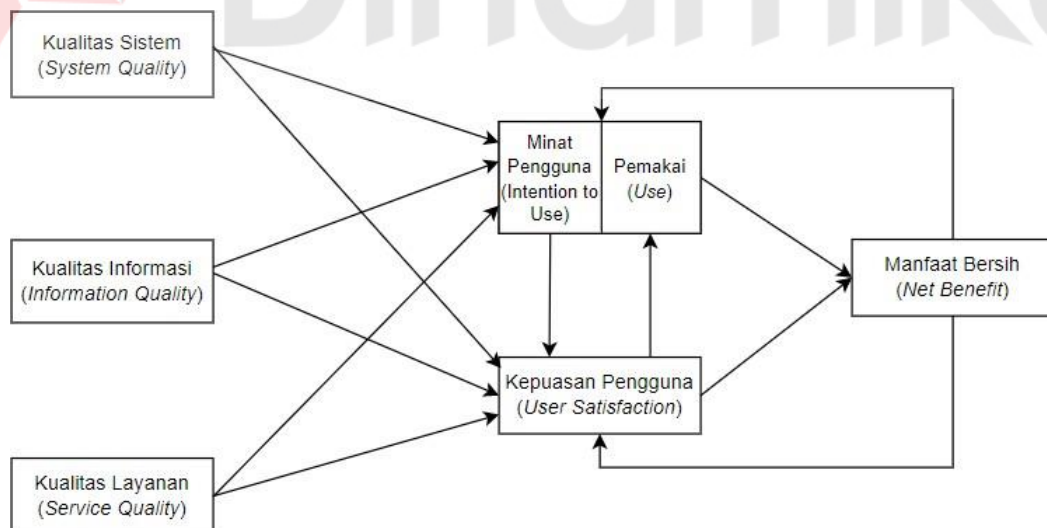 Dinamika
Kualitas Sistem
(System Quality)
Minat
Pengguna
(Intention to
Use)
Pemakai
(Use)
Kualitas Informasi
(Information Quality)
Manfaat Bersih
(Net Benefit)
Kepuasan Pengguna
(User Satisfaction)
Kualitas Layanan
(Service Quality)